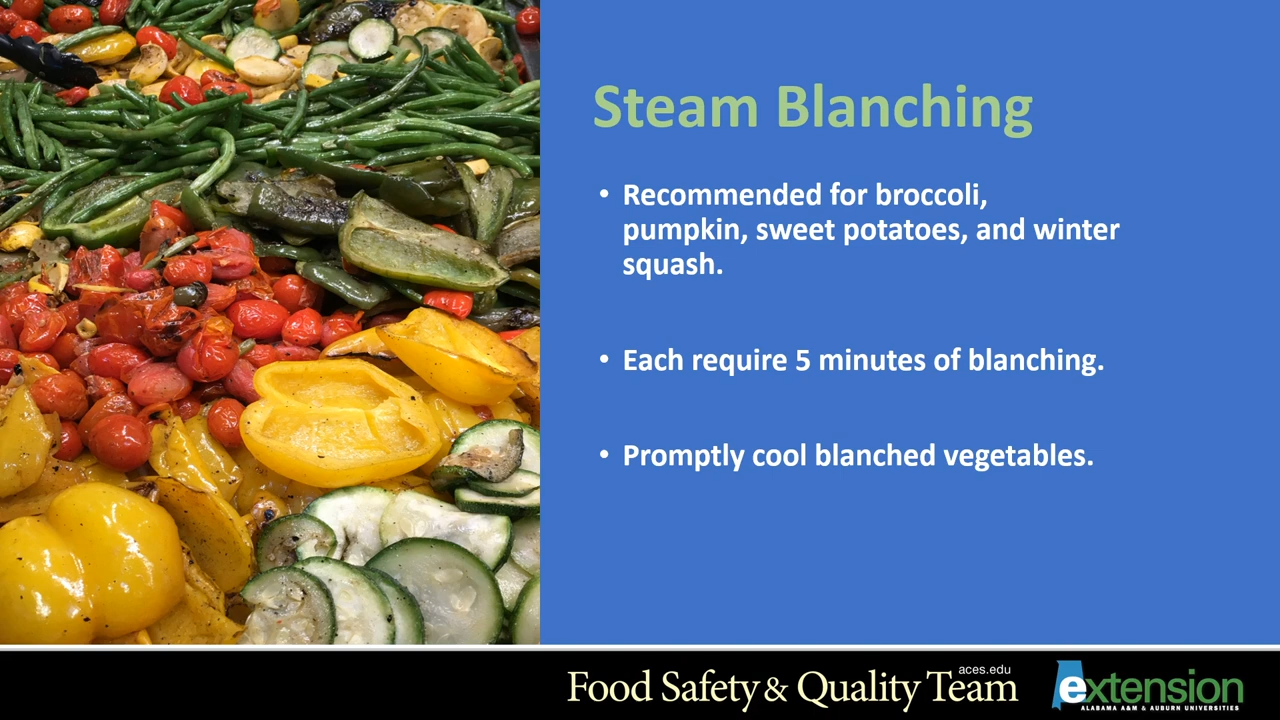 Steam Blanching
• Recommended for broccoli,
pumpkin, sweet potatoes, and winter
squash.
• Each require 5 minutes of blanching.
• Promptly cool blanched vegetables.
aces.edu
Food Safety & Quality Team
extension
ALABAMA A&M & AUBURN UNIVERSITIES